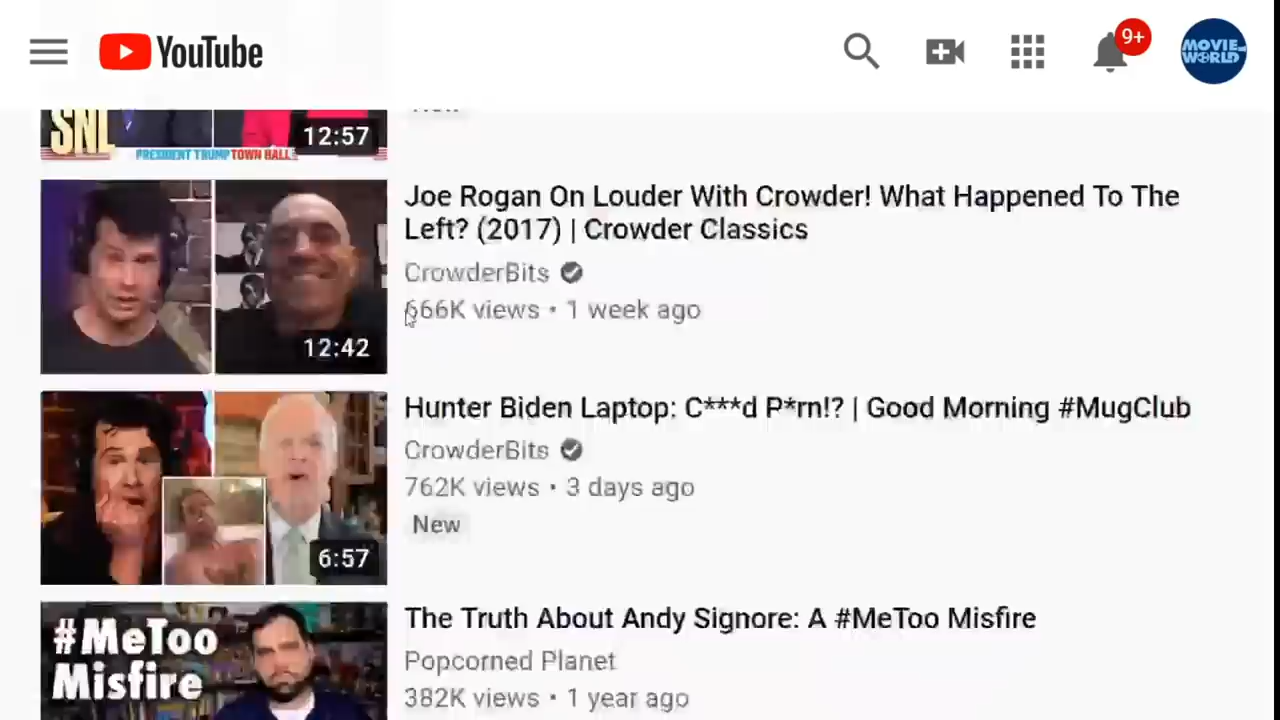 YouTube
9+
MOVIE
WORLD
SNL
12:57
PRESIDENT TRUMP TOWN HALL
Joe Rogan On Louder With Crowder! What Happened To The
Left? (2017) | Crowder Classics
CrowderBits
666K views • 1 week ago
12:42
Hunter Biden Laptop: C***d P*rn!? | Good Morning #MugClub
CrowderBits
762K views • 3 days ago
New
6:57
#MeToo
Misfire
The Truth About Andy Signore: A #MeToo Misfire
Popcorned Planet
382K views • 1 year ago